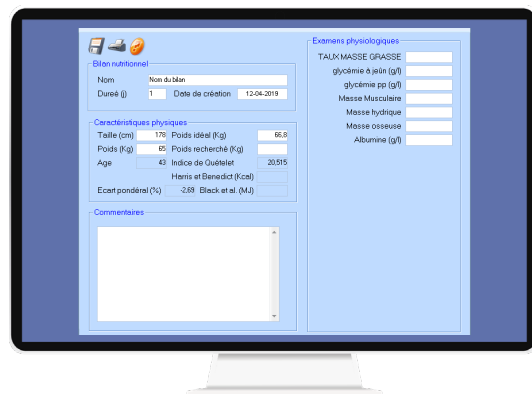 Bilan nutritionnel
Nom Nom du bilan
Dureé (j) 1 Date de création 12-04-2019
Caractéristiques physiques
Taille (cm) 178 Poids idéal (Kg) 66,8
Poids (Kg) 65 Poids recherché (Kg)
Age 43 Indice de Quételet 20,515
Harris et Benedict (Kcal)
Ecart pondéral (%) -2,69 Black et al. (MJ)
Commentaires
Examens physiologiques
TAUX MASSE GRASSE
glycémie à jeûn (g/l)
glycémie pp (g/l)
Masse Musculaire
Masse hydrique
Masse osseuse
Albumine (g/l)